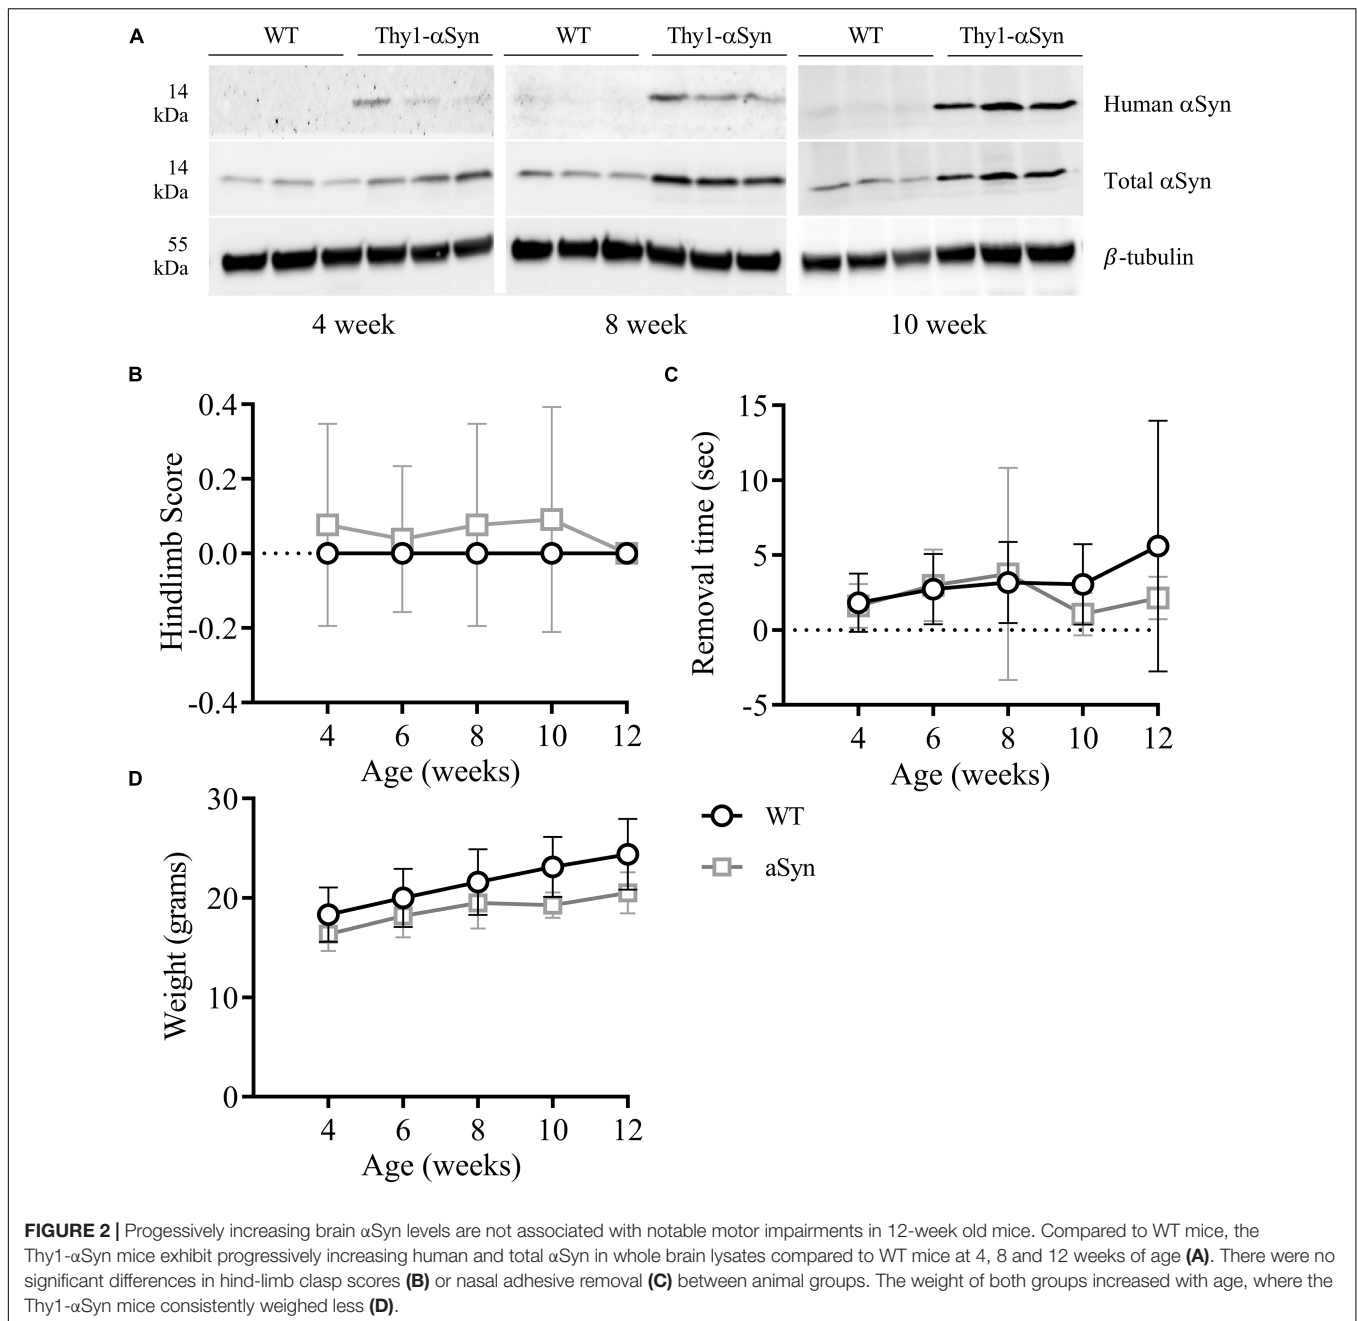 A
WT Thy1-αSyn WT Thy1-αSyn WT Thy1-αSyn
14 kDa Human αSyn
14 kDa Total αSyn
55 kDa β-tubulin
4 week 8 week 10 week
B
0.4
0.2
0.0
-0.2
-0.4
Hindlimb Score
4 6 8 10 12
Age (weeks)
C
15
10
5
0
-5
Removal time (sec)
4 6 8 10 12
Age (weeks)
D
30
20
10
0
Weight (grams)
4 6 8 10 12
Age (weeks)
WT
aSyn
FIGURE 2 | Progessively increasing brain αSyn levels are not associated with notable motor impairments in 12-week old mice. Compared to WT mice, the
Thy1-αSyn mice exhibit progressively increasing human and total αSyn in whole brain lysates compared to WT mice at 4, 8 and 12 weeks of age (A). There were no
significant differences in hind-limb clasp scores (B) or nasal adhesive removal (C) between animal groups. The weight of both groups increased with age, where the
Thy1-αSyn mice consistently weighed less (D).